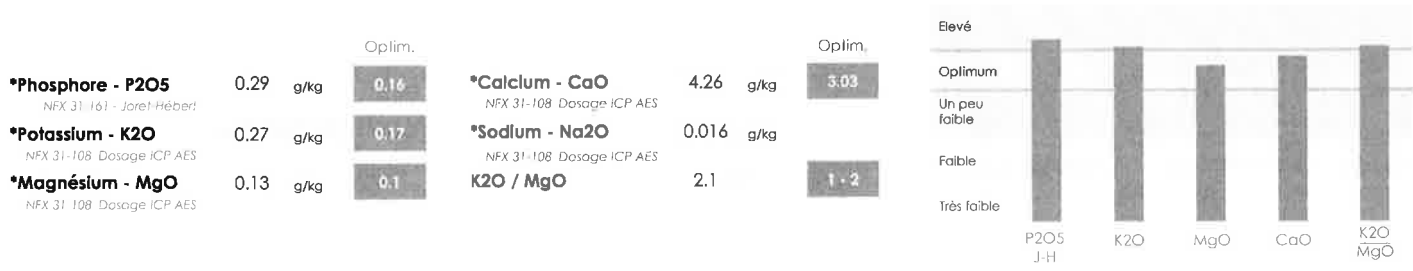 Optim.
*Phosphore - P2O5 0.29 g/kg 0.16
NFX 31-161 - Joret-Hébert
*Potassium - K2O 0.27 g/kg 0.17
NFX 31-108 Dosage ICP AES
*Magnésium - MgO 0.13 g/kg 0.1
NFX 31-108 Dosage ICP AES
Optim.
*Calcium - CaO 4.26 g/kg 3.03
NFX 31-108 Dosage ICP AES
*Sodium - Na2O 0.016 g/kg
NFX 31-108 Dosage ICP AES
K2O / MgO 2.1 1 - 2
Elevé
Optimum
Un peu
faible
Faible
Très faible
P2O5
J-H
K2O
MgO
CaO
K2O
MgO